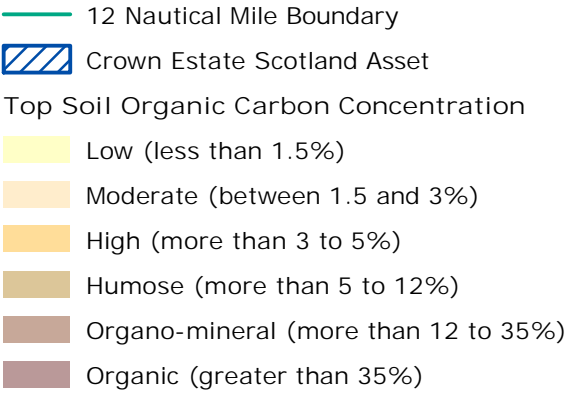 12 Nautical Mile Boundary
Crown Estate Scotland Asset
Top Soil Organic Carbon Concentration
Low (less than 1.5%)
Moderate (between 1.5 and 3%)
High (more than 3 to 5%)
Humose (more than 5 to 12%)
Organo-mineral (more than 12 to 35%)
Organic (greater than 35%)